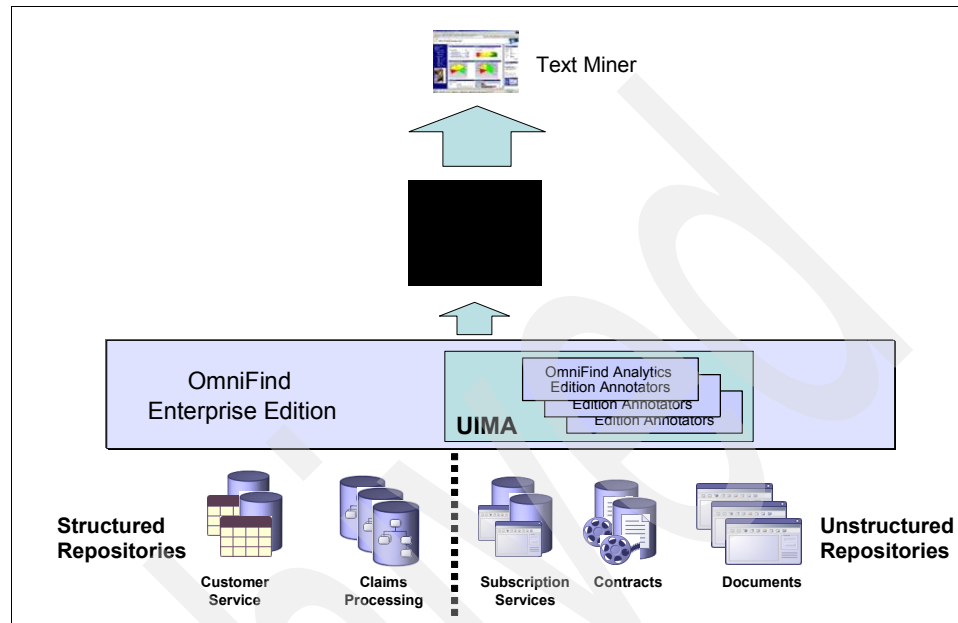 Text Miner
OmniFind
Enterprise Edition
OmniFind Analytics
Edition Annotators
Edition Annotators
Edition Annotators
UIMA
Structured
Repositories
Customer
Service
Claims
Processing
Subscription
Services
Contracts
Documents
Unstructured
Repositories